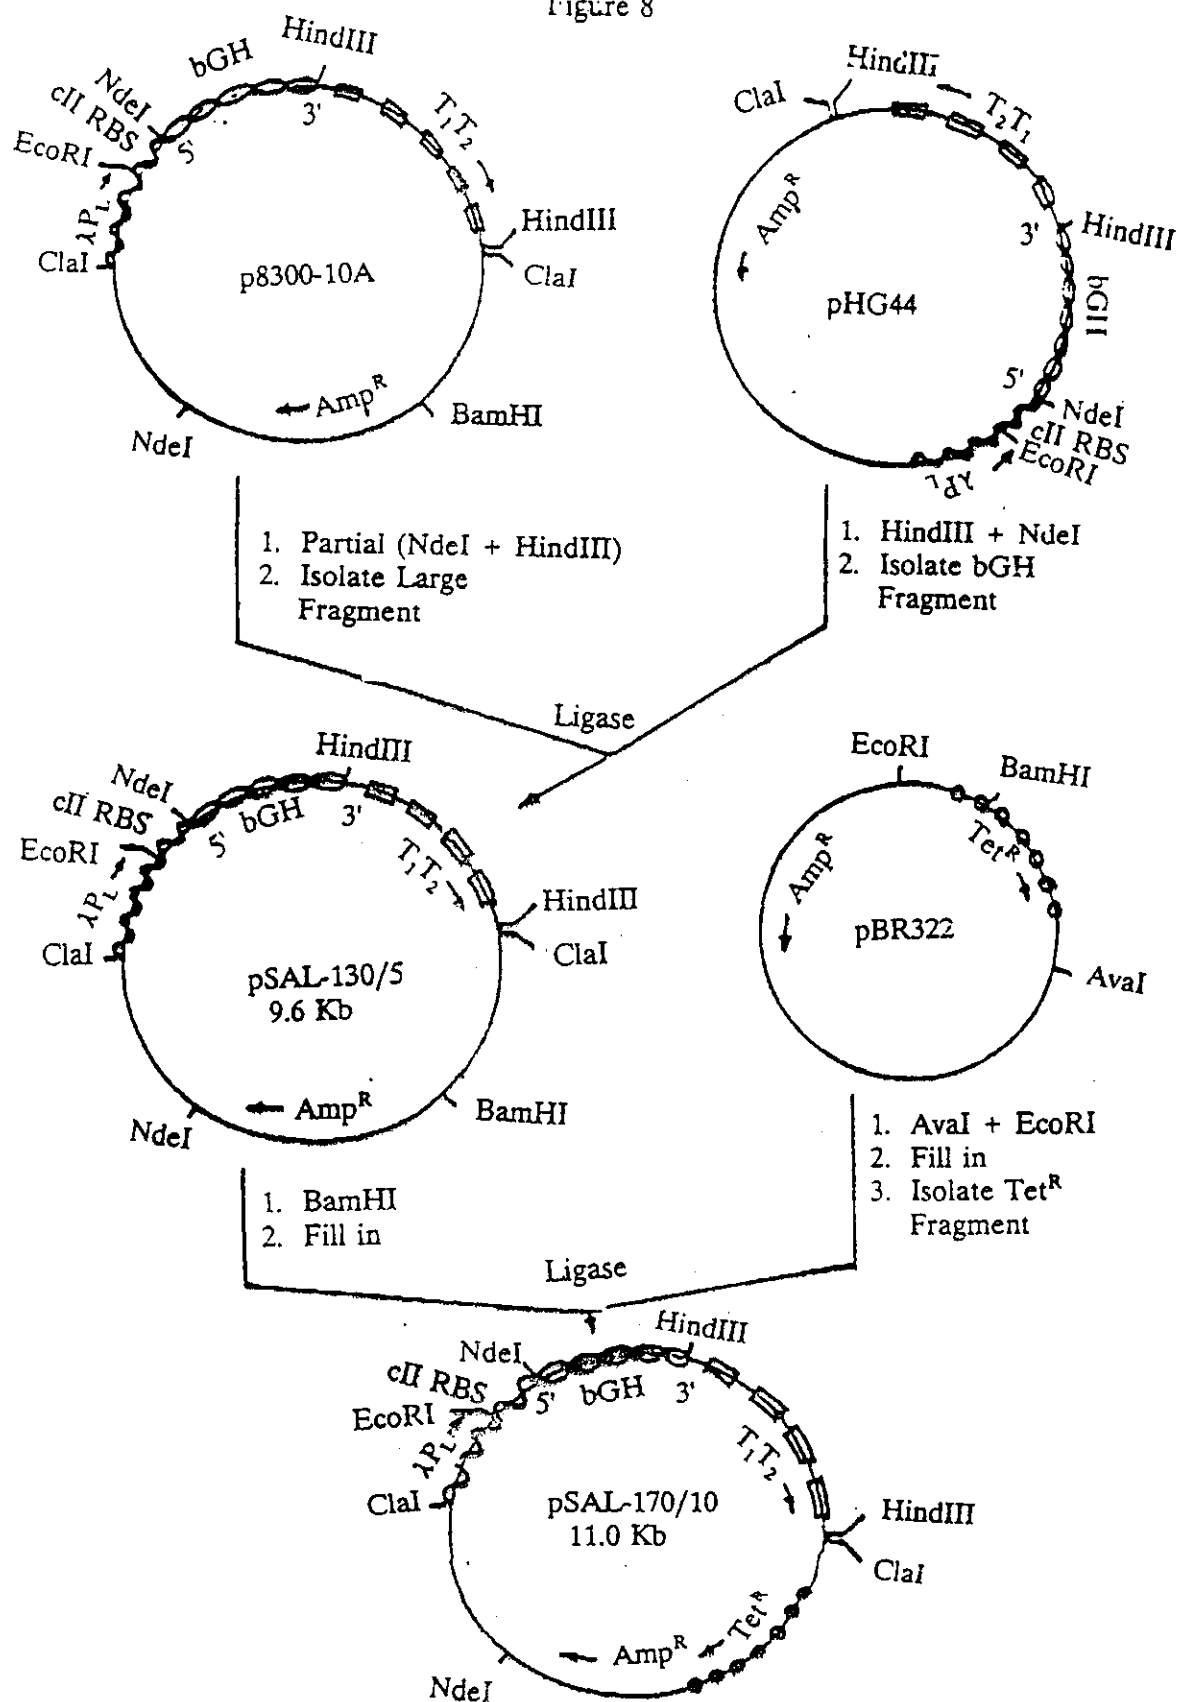 Figure 8
HindIII
bGH
NdeI
cII RBS
EcoRI
λPL
ClaI
5'
3'
T1T2
HindIII
ClaI
p8300-10A
AmpR
BamHI
NdeI
HindIII
ClaI
T2T1
AmpR
3'
HindIII
bGH
pHG44
5'
NdeI
cII RBS
EcoRI
λPL
1. Partial (NdeI + HindIII)
2. Isolate Large
Fragment
1. HindIII + NdeI
2. Isolate bGH
Fragment
Ligase
HindIII
NdeI
cII RBS
EcoRI
λPL
ClaI
5'
bGH
3'
T1T2
HindIII
ClaI
pSAL-130/5
9.6 Kb
AmpR
BamHI
NdeI
EcoRI
BamHI
TetR
AmpR
pBR322
AvaI
1. BamHI
2. Fill in
1. AvaI + EcoRI
2. Fill in
3. Isolate TetR
Fragment
Ligase
HindIII
NdeI
cII RBS
EcoRI
λPL
ClaI
5'
bGH
3'
T1T2
HindIII
ClaI
pSAL-170/10
11.0 Kb
TetR
AmpR
NdeI